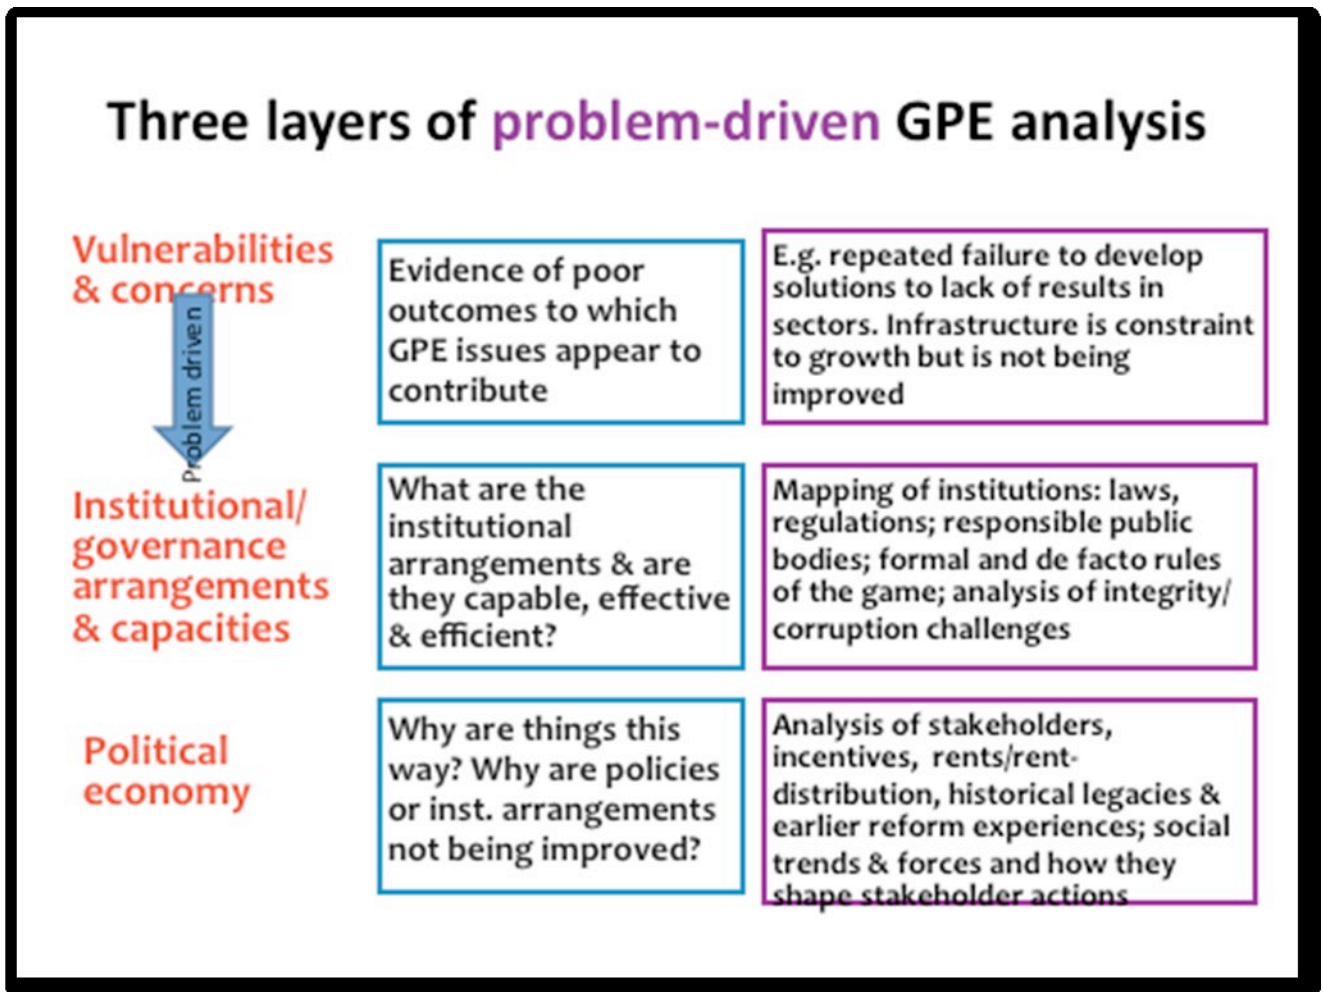 Three layers of problem-driven GPE analysis
Vulnerabilities
& concerns
Problem driven
Evidence of poor
outcomes to which
GPE issues appear to
contribute
E.g. repeated failure to develop
solutions to lack of results in
sectors. Infrastructure is constraint
to growth but is not being
improved
Institutional/
governance
arrangements
& capacities
What are the
institutional
arrangements & are
they capable, effective
& efficient?
Mapping of institutions: laws,
regulations; responsible public
bodies; formal and de facto rules
of the game; analysis of integrity/
corruption challenges
Political
economy
Why are things this
way? Why are policies
or inst. arrangements
not being improved?
Analysis of stakeholders,
incentives, rents/rent-
distribution, historical legacies &
earlier reform experiences; social
trends & forces and how they
shape stakeholder actions